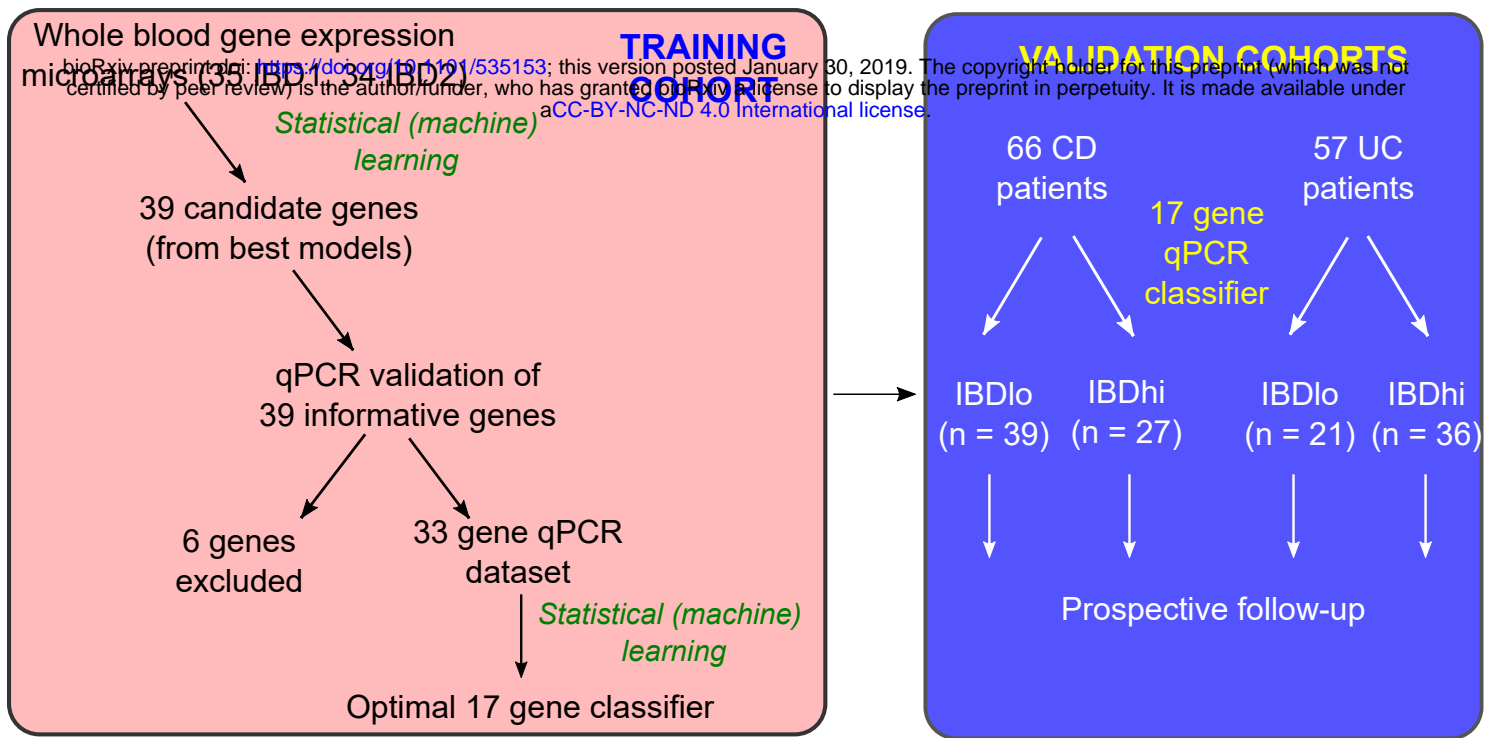 Whole blood gene expression
microarrays (35 IBD1, 34 IBD2)
TRAINING
COHORT
bioRxiv preprint doi: https://doi.org/10.1101/535153; this version posted January 30, 2019. The copyright holder for this preprint (which was not
certified by peer review) is the author/funder, who has granted bioRxiv a license to display the preprint in perpetuity. It is made available under
aCC-BY-NC-ND 4.0 International license.
Statistical (machine)
learning
39 candidate genes
(from best models)
qPCR validation of
39 informative genes
6 genes
excluded
33 gene qPCR
dataset
Statistical (machine)
learning
Optimal 17 gene classifier
VALIDATION COHORTS
66 CD
patients
57 UC
patients
17 gene
qPCR
classifier
IBDlo
(n = 39)
IBDhi
(n = 27)
IBDlo
(n = 21)
IBDhi
(n = 36)
Prospective follow-up